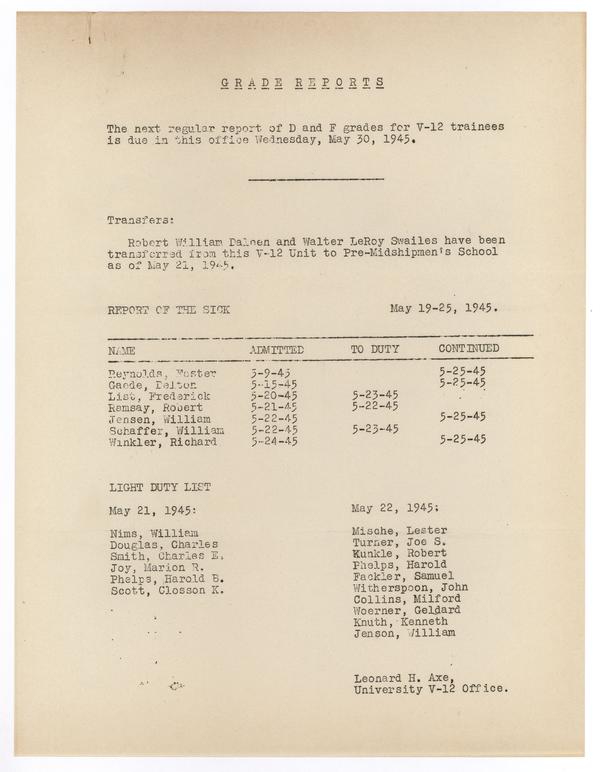 GRADE REPORTS
The next regular report of D and F grades for V-12 trainees
is due in this office Wednesday, May 30, 1945.
Transfers:
Robert William Daleen and Walter LeRoy Swailes have been
transferred from this V-12 Unit to Pre-Midshipmen's School
as of May 21, 1945.
REPORT OF THE SICK May 19-25, 1945.
NAME ADMITTED TO DUTY CONTINUED
Reynolds, Foster 5-9-45 5-25-45
Gaede, Delton 5-15-45 5-25-45
List, Frederick 5-20-45 5-23-45
Ramsay, Robert 5-21-45 5-22-45
Jensen, William 5-22-45 5-25-45
Schaffer, William 5-22-45 5-23-45
Winkler, Richard 5-24-45 5-25-45
LIGHT DUTY LIST
May 21, 1945:
Nims, William
Douglas, Charles
Smith, Charles E.
Joy, Marion R.
Phelps, Harold B.
Scott, Closson K.
May 22, 1945:
Mische, Lester
Turner, Joe S.
Kunkle, Robert
Phelps, Harold
Fackler, Samuel
Witherspoon, John
Collins, Milford
Woerner, Geldard
Knuth, Kenneth
Jenson, William
Leonard H. Axe,
University V-12 Office.